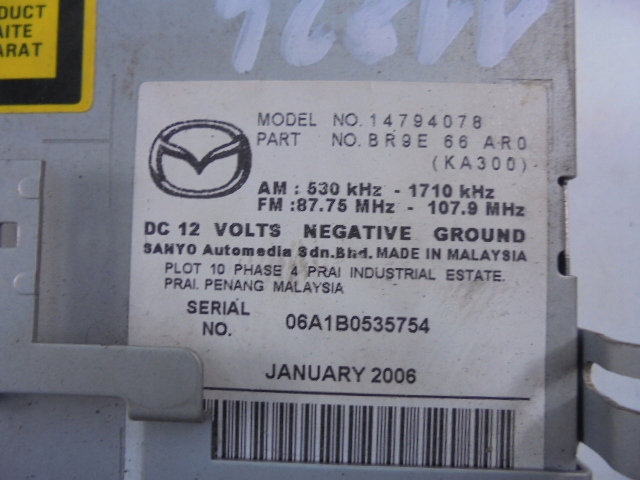 DUCT
AITE
ARAT
MODEL NO. 14794078
PART NO. BR9E 66 AR0
(KA300)
AM : 530 kHz - 1710 kHz
FM :87.75 MHz - 107.9 MHz
DC 12 VOLTS NEGATIVE GROUND
SANYO Automedia Sdn.Bhd. MADE IN MALAYSIA
PLOT 10 PHASE 4 PRAI INDUSTRIAL ESTATE.
PRAI. PENANG MALAYSIA
SERIAL NO. 06A1B0535754
JANUARY 2006